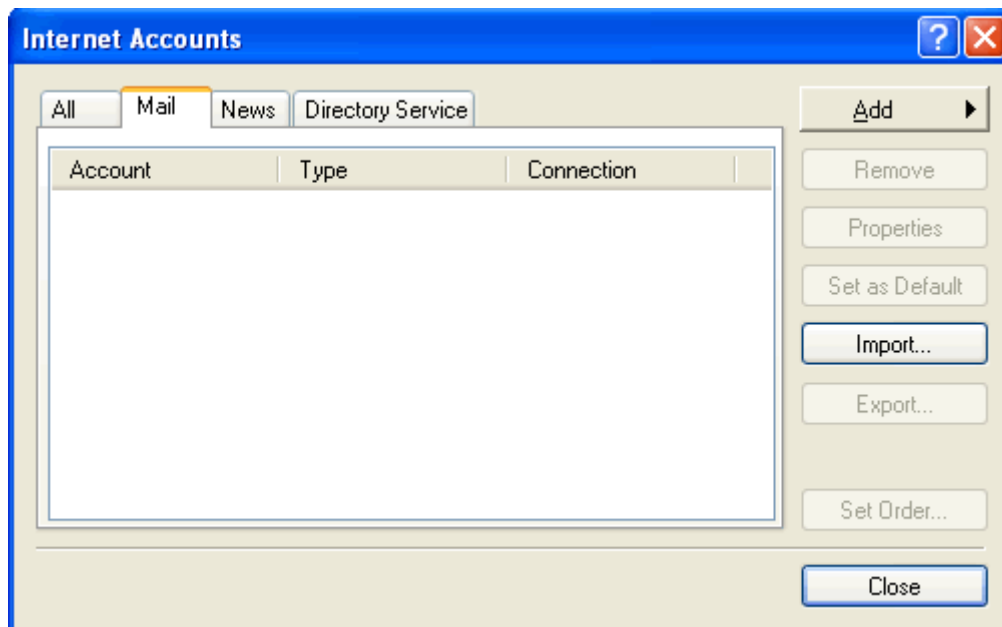 Internet Accounts
All Mail News Directory Service
Account Type Connection
Add
Remove
Properties
Set as Default
Import...
Export...
Set Order...
Close